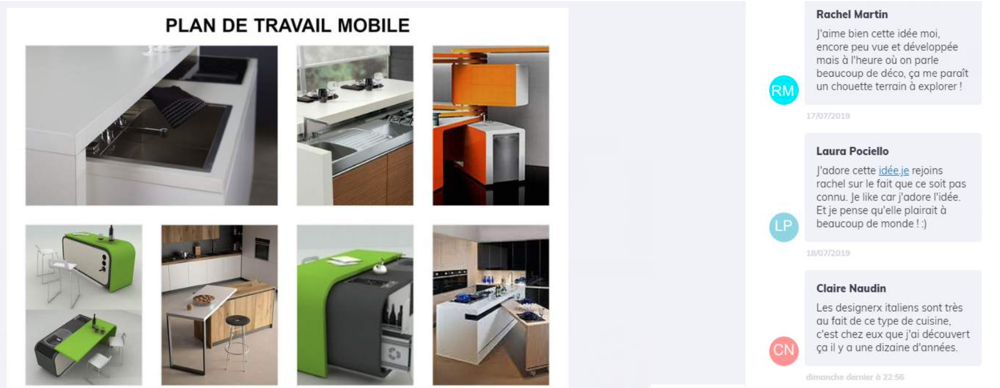 PLAN DE TRAVAIL MOBILE
Rachel Martin
J'aime bien cette idée moi,
encore peu vue et développée
mais à l'heure où on parle
beaucoup de déco, ça me paraît
un chouette terrain à explorer !
RM
17/07/2019
Laura Pociello
J'adore cette idée.je rejoins
rachel sur le fait que ce soit pas
connu. Je like car j'adore l'idée.
Et je pense qu'elle plairait à
beaucoup de monde ! :)
LP
18/07/2019
Claire Naudin
Les designerx italiens sont très
au fait de ce type de cuisine,
c'est chez eux que j'ai découvert
ça il y a une dizaine d'années.
CN
dimanche dernier à 22:56